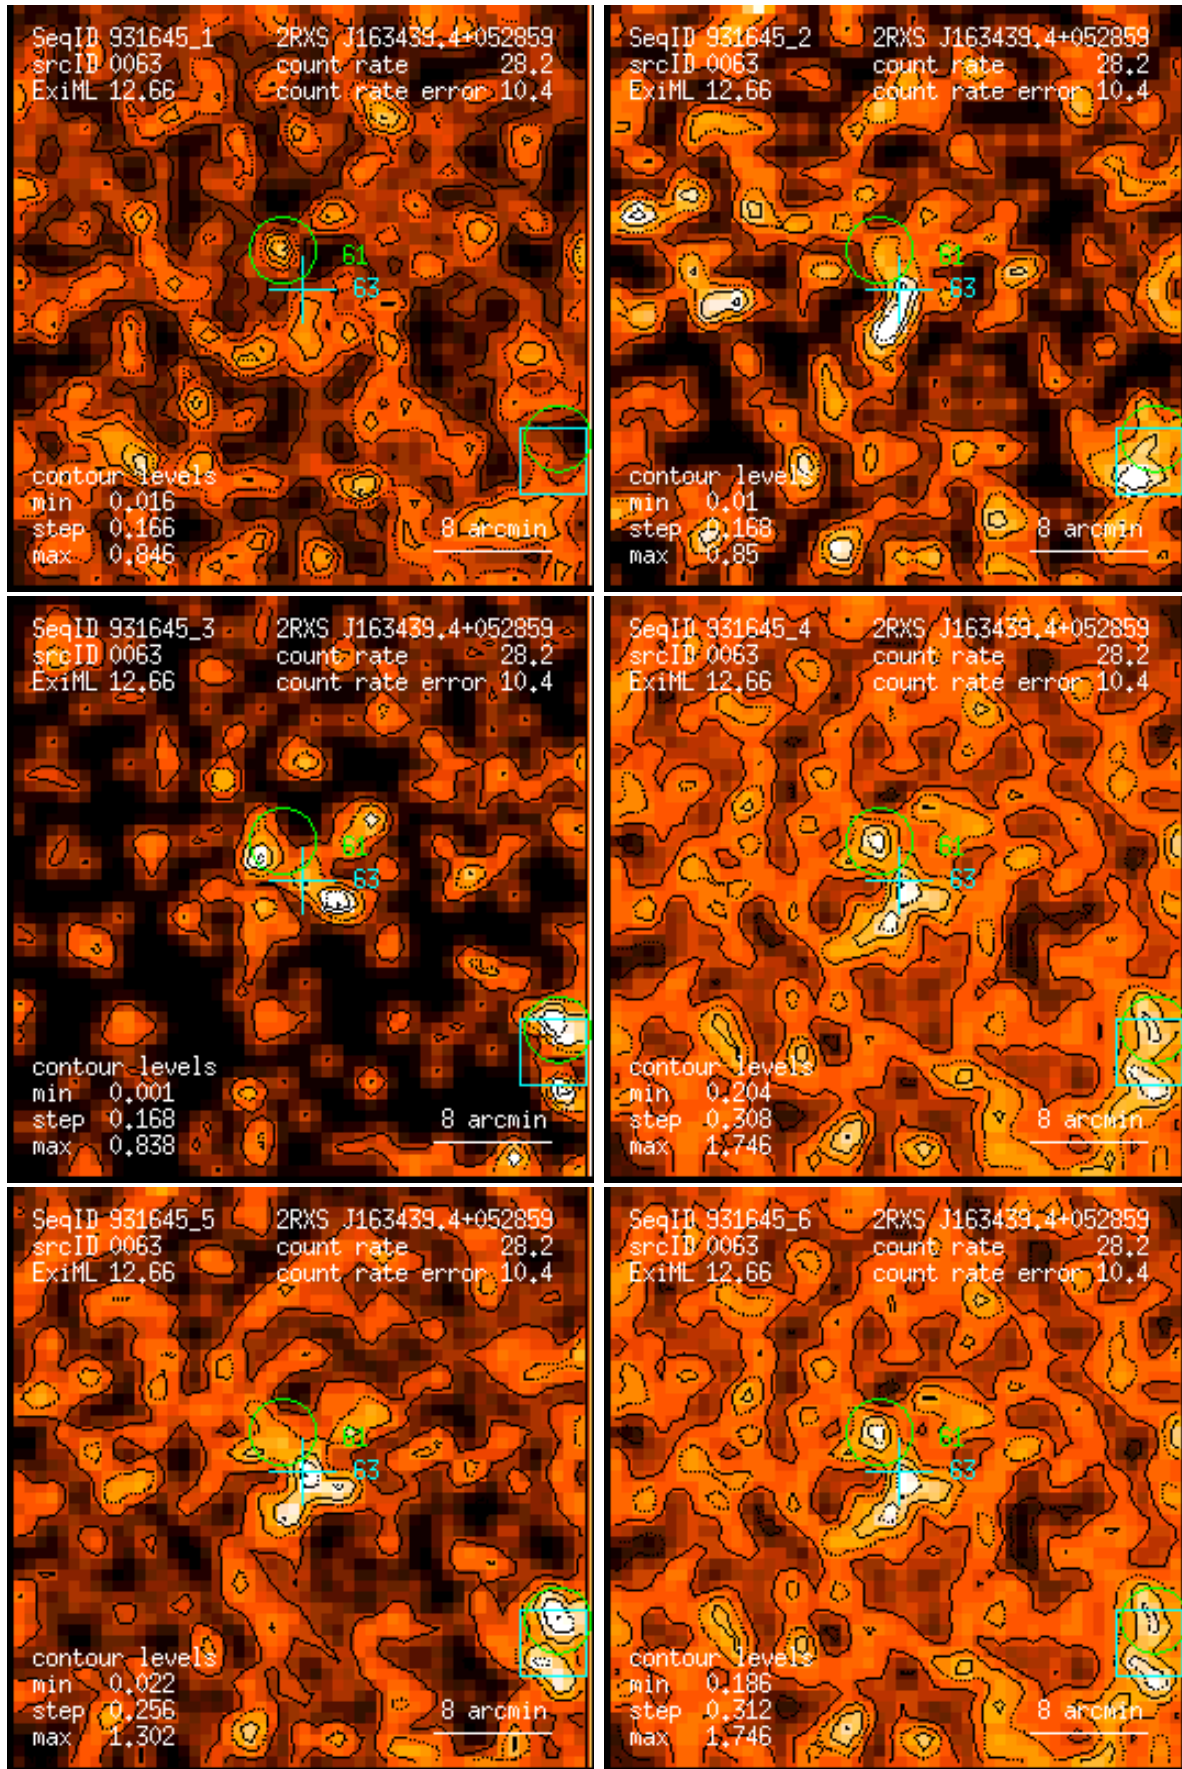 SeqID 931645_1 2RXS J163439.4+052859
srcID 0063 count rate 28.2
ExiML 12.66 count rate error 10.4
61
63
contour levels
min 0.016
step 0.166 8 arcmin
max 0.846
SeqID 931645_2 2RXS J163439.4+052859
srcID 0063 count rate 28.2
ExiML 12.66 count rate error 10.4
61
63
contour levels
min 0.01
step 0.168 8 arcmin
max 0.85
SeqID 931645_3 2RXS J163439.4+052859
srcID 0063 count rate 28.2
ExiML 12.66 count rate error 10.4
61
63
contour levels
min 0.001
step 0.168 8 arcmin
max 0.838
SeqID 931645_4 2RXS J163439.4+052859
srcID 0063 count rate 28.2
ExiML 12.66 count rate error 10.4
61
63
contour levels
min 0.204
step 0.308 8 arcmin
max 1.746
SeqID 931645_5 2RXS J163439.4+052859
srcID 0063 count rate 28.2
ExiML 12.66 count rate error 10.4
61
63
contour levels
min 0.022
step 0.256 8 arcmin
max 1.302
SeqID 931645_6 2RXS J163439.4+052859
srcID 0063 count rate 28.2
ExiML 12.66 count rate error 10.4
61
63
contour levels
min 0.186
step 0.312 8 arcmin
max 1.746